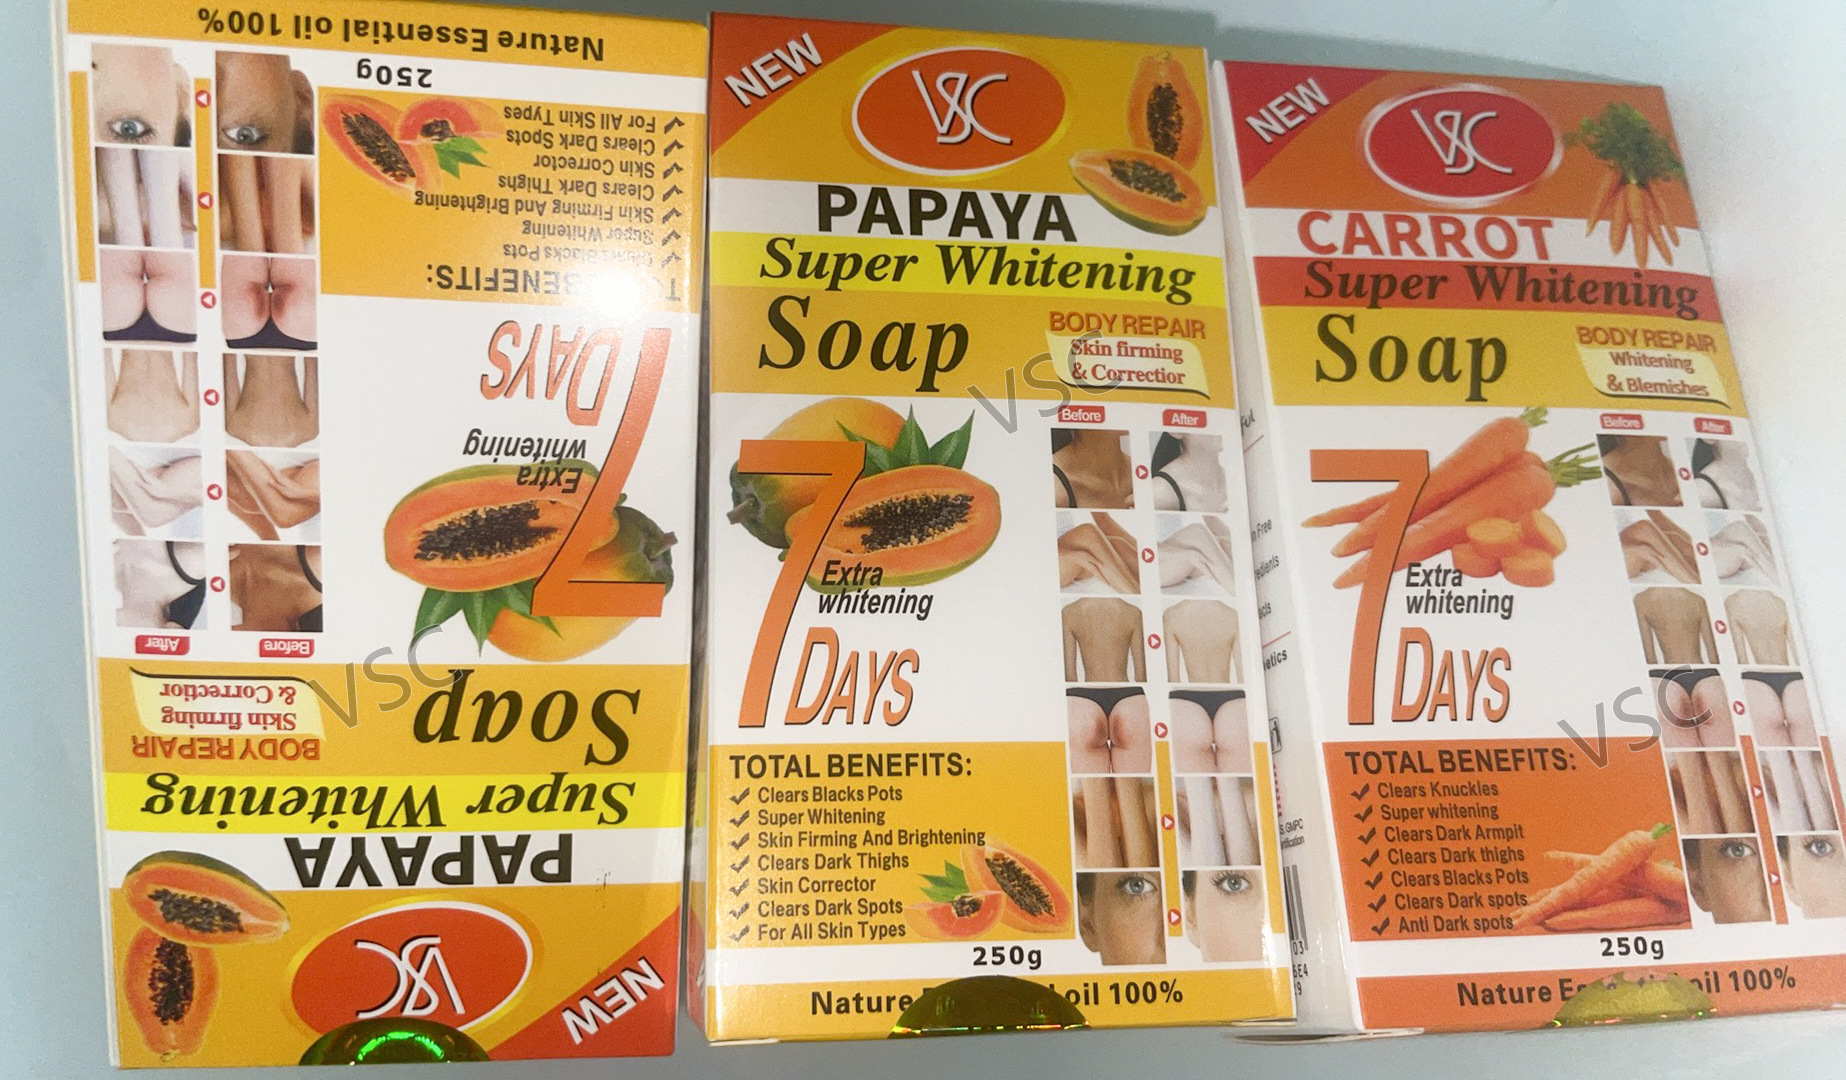 Nature Essential oil 100%
250g
For All Skin Types
Clears Dark Spots
Skin Corrector
Clears Dark Thighs
Skin Firming And Brightening
Super Whitening
Blacks Pots
BENEFITS:
7
DAYS
Extra
whitening
After
Before
BODY REPAIR
Skin firming
& Correctior
Soap
Super Whitening
PAPAYA
VSC
NEW
NEW
VSC
PAPAYA
Super Whitening
Soap
BODY REPAIR
Skin firming
& Correctior
Before
After
7
Extra
whitening
DAYS
TOTAL BENEFITS:
Clears Blacks Pots
Super Whitening
Skin Firming And Brightening
Clears Dark Thighs
Skin Corrector
Clears Dark Spots
For All Skin Types
250g
Nature oil 100%
NEW
VSC
CARROT
Super Whitening
Soap
BODY REPAIR
Whitening
& Blemishes
Before
After
7
Extra
whitening
DAYS
TOTAL BENEFITS:
Clears Knuckles
Super whitening
Clears Dark Armpit
Clears Dark thighs
Clears Blacks Pots
Clears Dark spots
Anti Dark spots
250g
Nature oil 100%
Free
GMPC
VSC
VSC
VSC